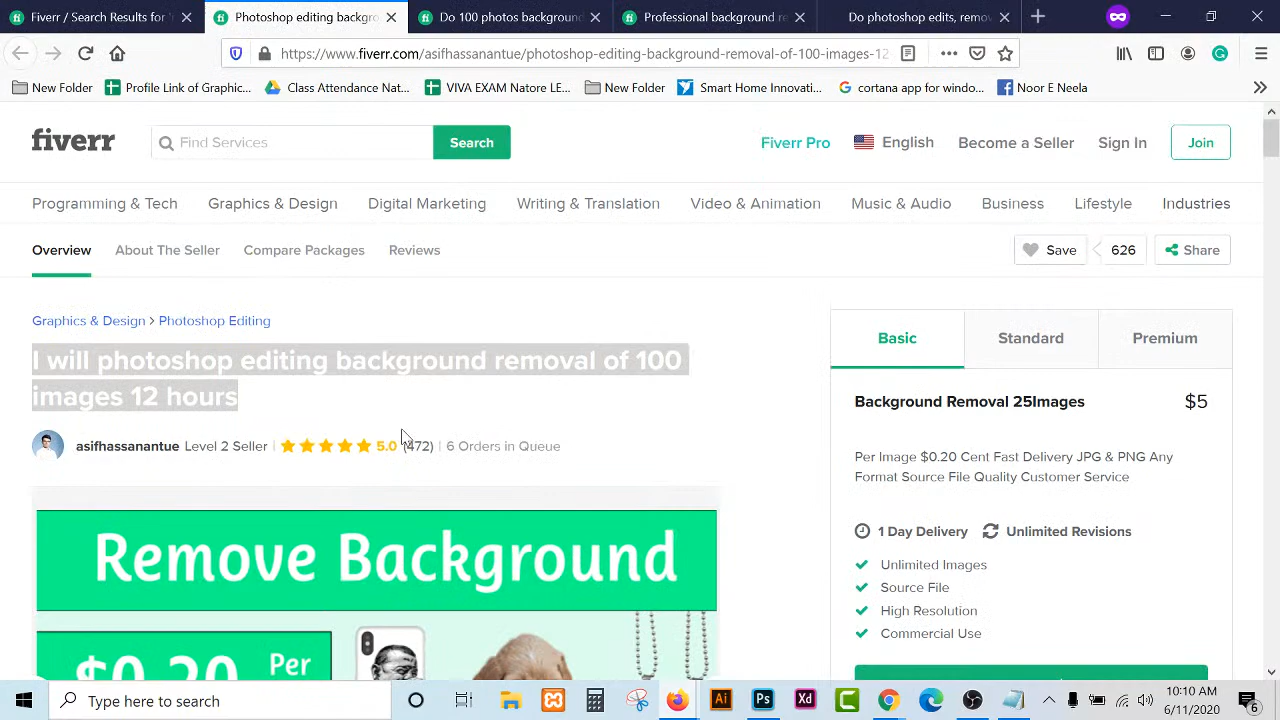 Pro | Search Results for
Photoshop editing backgro
Do 100 photos background
Professional background re
Do photoshop edits, remov
https://www.fiverr.com/asifhassanantue/photoshop-editing-background-removal-of-100-images-12
New Folder
Profile Link of Graphic...
Class Attendance Nat...
VIVA EXAM Natore LE...
New Folder
Smart Home Innovati...
cortana app for windo...
Noor E Neela
fiverr
Find Services
Search
Fiverr Pro
English
Become a Seller
Sign In
Join
Programming & Tech
Graphics & Design
Digital Marketing
Writing & Translation
Video & Animation
Music & Audio
Business
Lifestyle
Industries
Overview
About The Seller
Compare Packages
Reviews
Save
626
Share
Graphics & Design > Photoshop Editing
I will photoshop editing background removal of 100
images 12 hours
asifhassanantue Level 2 Seller | 5.0 (472) | 6 Orders in Queue
Remove Background
$0.20 Per
Basic
Standard
Premium
Background Removal 25Images $5
Per Image $0.20 Cent Fast Delivery JPG & PNG Any
Format Source File Quality Customer Service
1 Day Delivery
Unlimited Revisions
Unlimited Images
Source File
High Resolution
Commercial Use
Type here to search
Ai
Ps
Xd
10:10 AM
6/11/2020
6